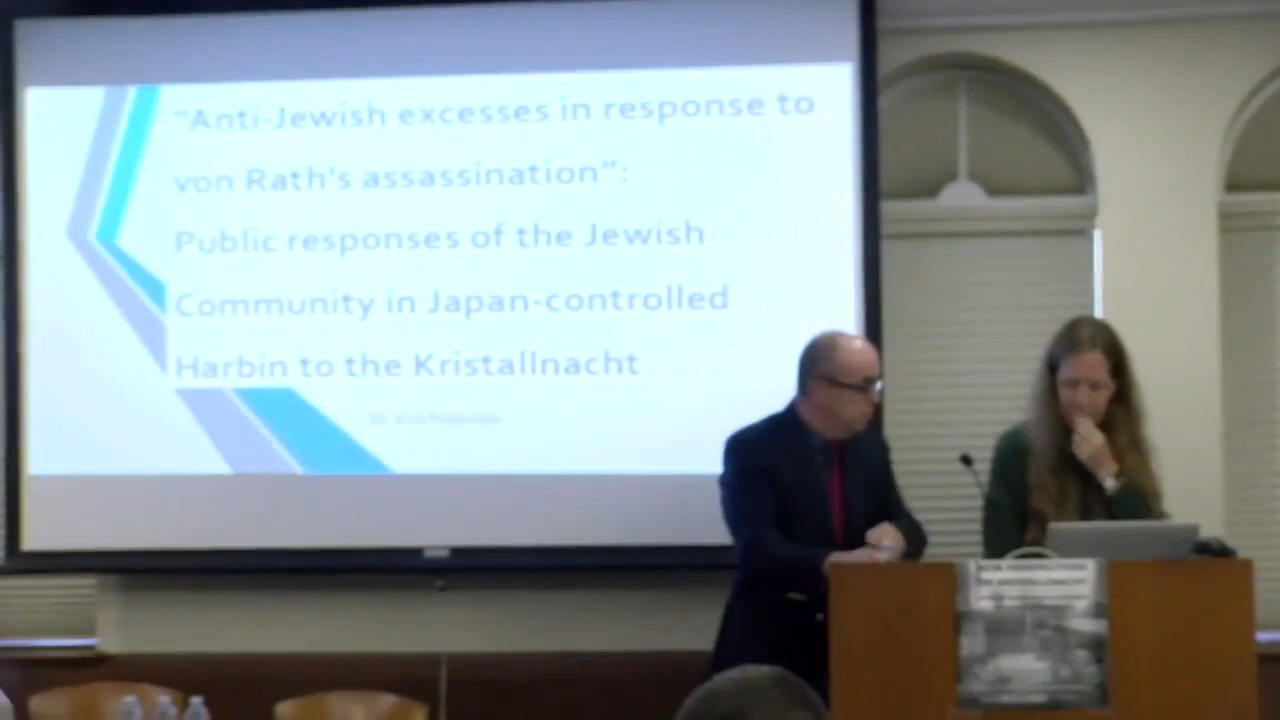 "Anti-Jewish excesses in response to
von Rath's assassination":
Public responses of the Jewish
Community in Japan-controlled
Harbin to the Kristallnacht
Dr.